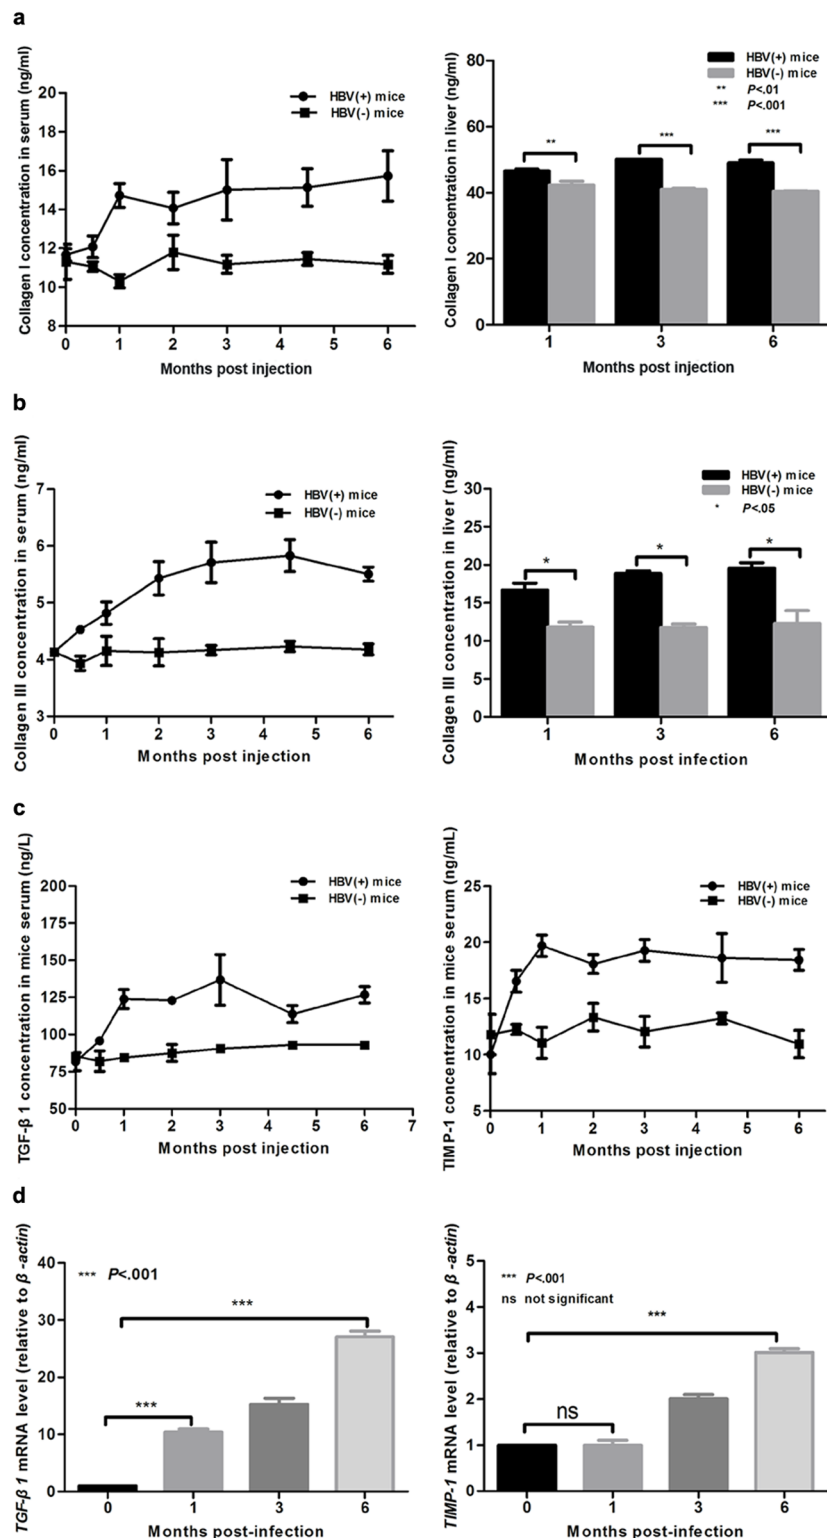 a
Collagen I concentration in serum (ng/ml)
20
18
16
14
12
10
8
0 1 2 3 4 5 6
Months post injection
HBV(+) mice
HBV(-) mice
Collagen I concentration in liver (ng/ml)
80
60
40
20
0
HBV(+) mice
HBV(-) mice
** P<.01
*** P<.001
** *** ***
1 3 6
Months post injection
b
Collagen III concentration in serum (ng/ml)
7
6
5
4
3
0 1 2 3 4 5 6
Months post injection
HBV(+) mice
HBV(-) mice
Collagen III concentration in liver (ng/ml)
30
25
20
15
10
5
0
HBV(+) mice
HBV(-) mice
* P<.05
* * *
1 3 6
Months post infection
c
TGF-β 1 concentration in mice serum (ng/L)
200
175
150
125
100
75
50
0 1 2 3 4 5 6 7
Months post injection
HBV(+) mice
HBV(-) mice
TIMP-1 concentration in mice serum (ng/mL)
25
20
15
10
5
0 1 2 3 4 5 6
Months post injection
HBV(+) mice
HBV(-) mice
d
TGF-β 1 mRNA level (relative to β -actin)
40
30
20
10
0
*** P<.001
***
***
0 1 3 6
Months post-infection
TIMP-1 mRNA level (relative to β -actin)
5
4
3
2
1
0
*** P<.001
ns not significant
***
ns
0 1 3 6
Months post-infection